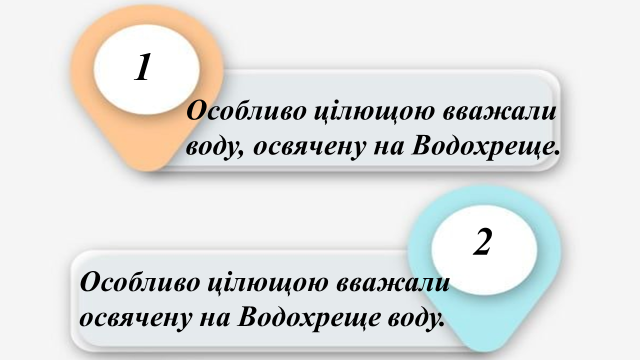 1
Особливо цілющою вважали
воду, освячену на Водохреще.
2
Особливо цілющою вважали
освячену на Водохреще воду.